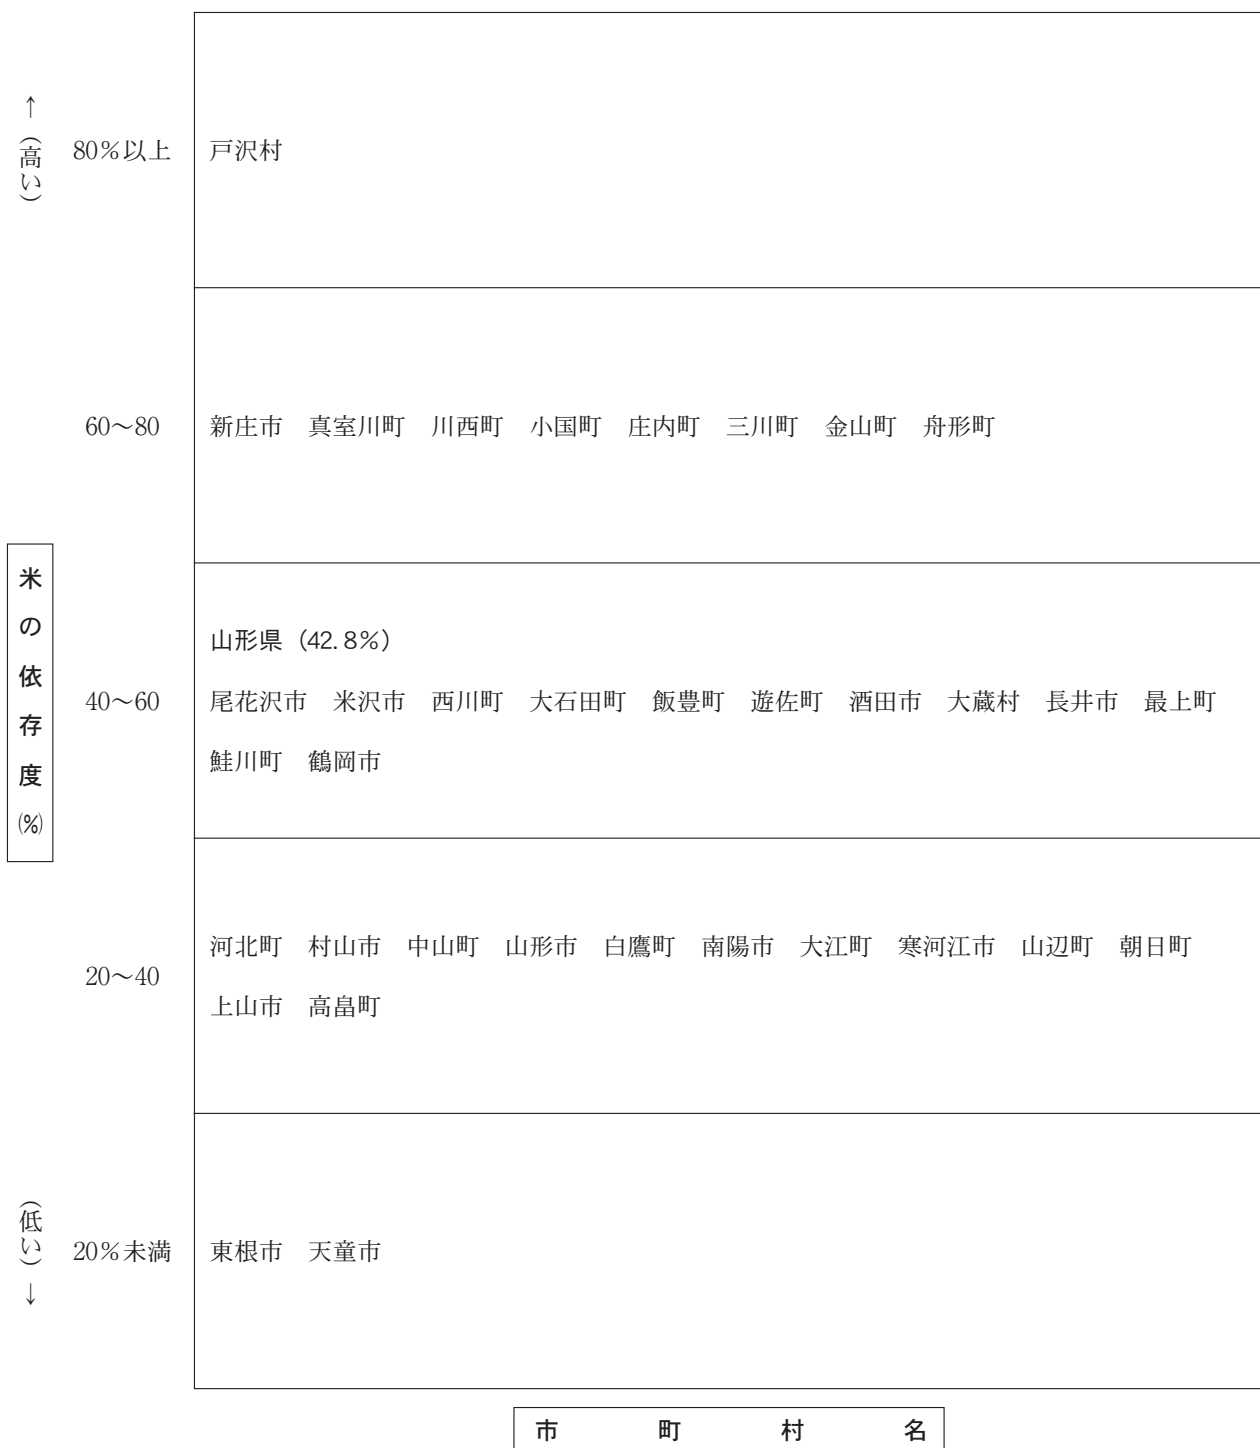 ↑（高い）
80％以上
戸沢村
60～80
新庄市　真室川町　川西町　小国町　庄内町　三川町　金山町　舟形町
米の依存度(%)
40～60
山形県（42.8％）
尾花沢市　米沢市　西川町　大石田町　飯豊町　遊佐町　酒田市　大蔵村　長井市　最上町
鮭川町　鶴岡市
20～40
河北町　村山市　中山町　山形市　白鷹町　南陽市　大江町　寒河江市　山辺町　朝日町
上山市　高畠町
（低い）↓
20％未満
東根市　天童市
市町村名